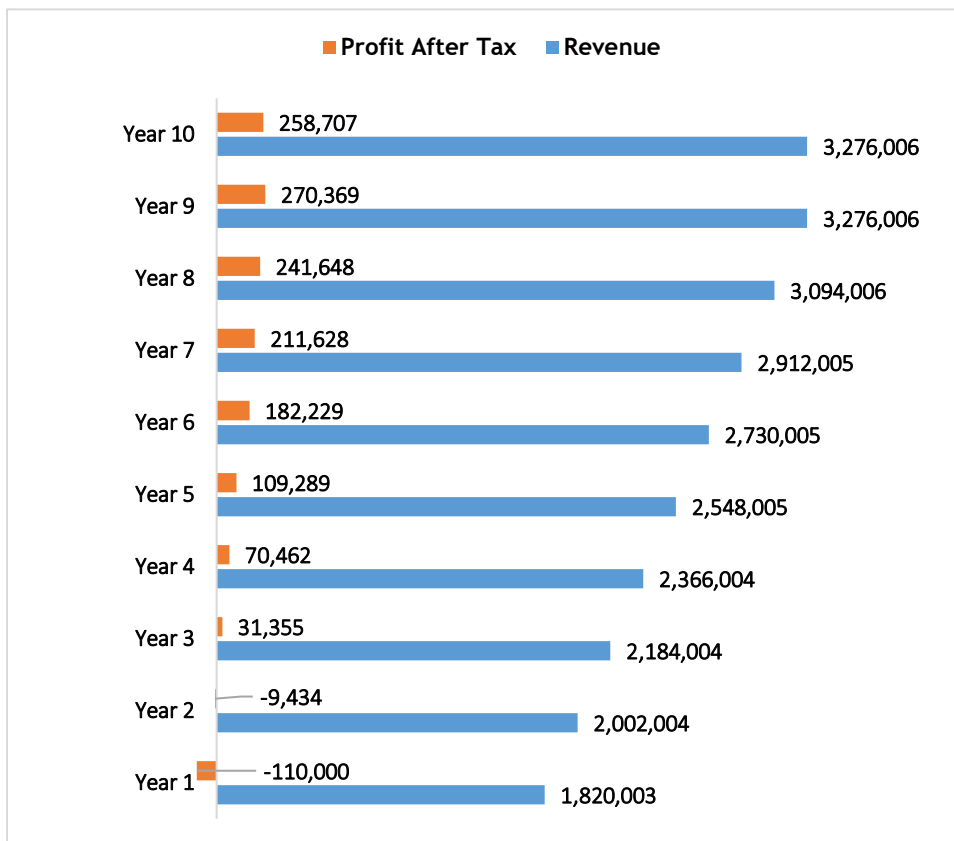 Profit After Tax Revenue
Year 10 258,707 3,276,006
Year 9 270,369 3,276,006
Year 8 241,648 3,094,006
Year 7 211,628 2,912,005
Year 6 182,229 2,730,005
Year 5 109,289 2,548,005
Year 4 70,462 2,366,004
Year 3 31,355 2,184,004
Year 2 -9,434 2,002,004
Year 1 -110,000 1,820,003